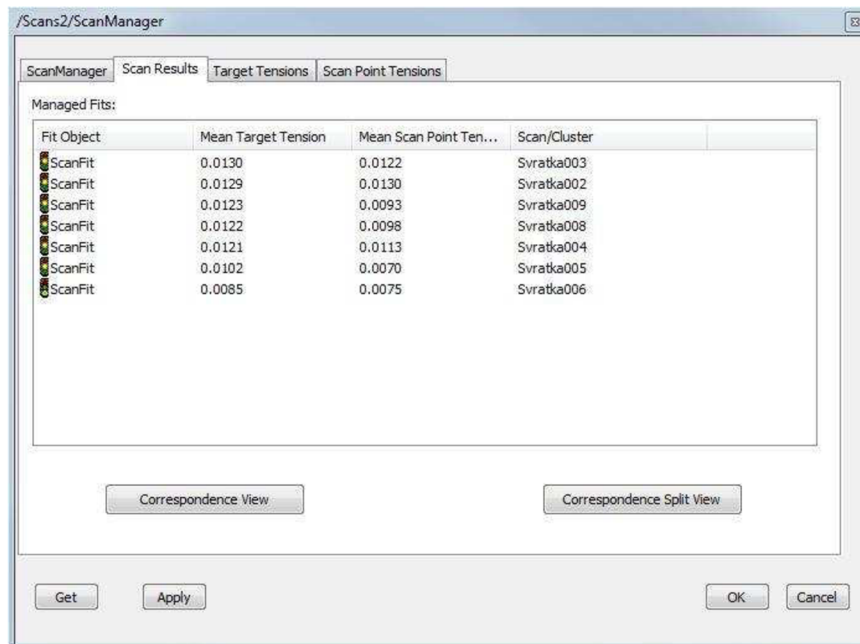 /Scans2/ScanManager
ScanManager Scan Results Target Tensions Scan Point Tensions
Managed Fits:
Fit Object Mean Target Tension Mean Scan Point Ten... Scan/Cluster
ScanFit 0.0130 0.0122 Svratka003
ScanFit 0.0129 0.0130 Svratka002
ScanFit 0.0123 0.0093 Svratka009
ScanFit 0.0122 0.0098 Svratka008
ScanFit 0.0121 0.0113 Svratka004
ScanFit 0.0102 0.0070 Svratka005
ScanFit 0.0085 0.0075 Svratka006
Correspondence View Correspondence Split View
Get Apply OK Cancel